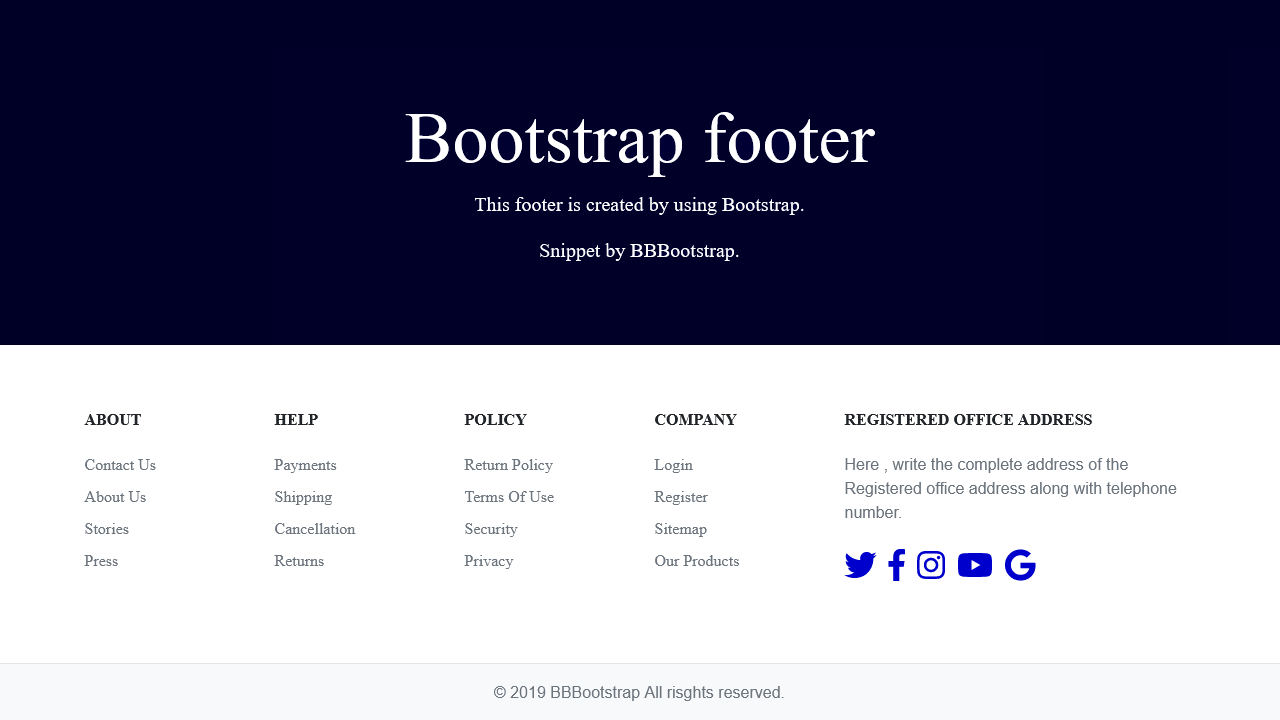 Bootstrap footer
This footer is created by using Bootstrap.
Snippet by BBBootstrap.
ABOUT
Contact Us
About Us
Stories
Press
HELP
Payments
Shipping
Cancellation
Returns
POLICY
Return Policy
Terms Of Use
Security
Privacy
COMPANY
Login
Register
Sitemap
Our Products
REGISTERED OFFICE ADDRESS
Here , write the complete address of the
Registered office address along with telephone
number.
© 2019 BBBootstrap All risghts reserved.